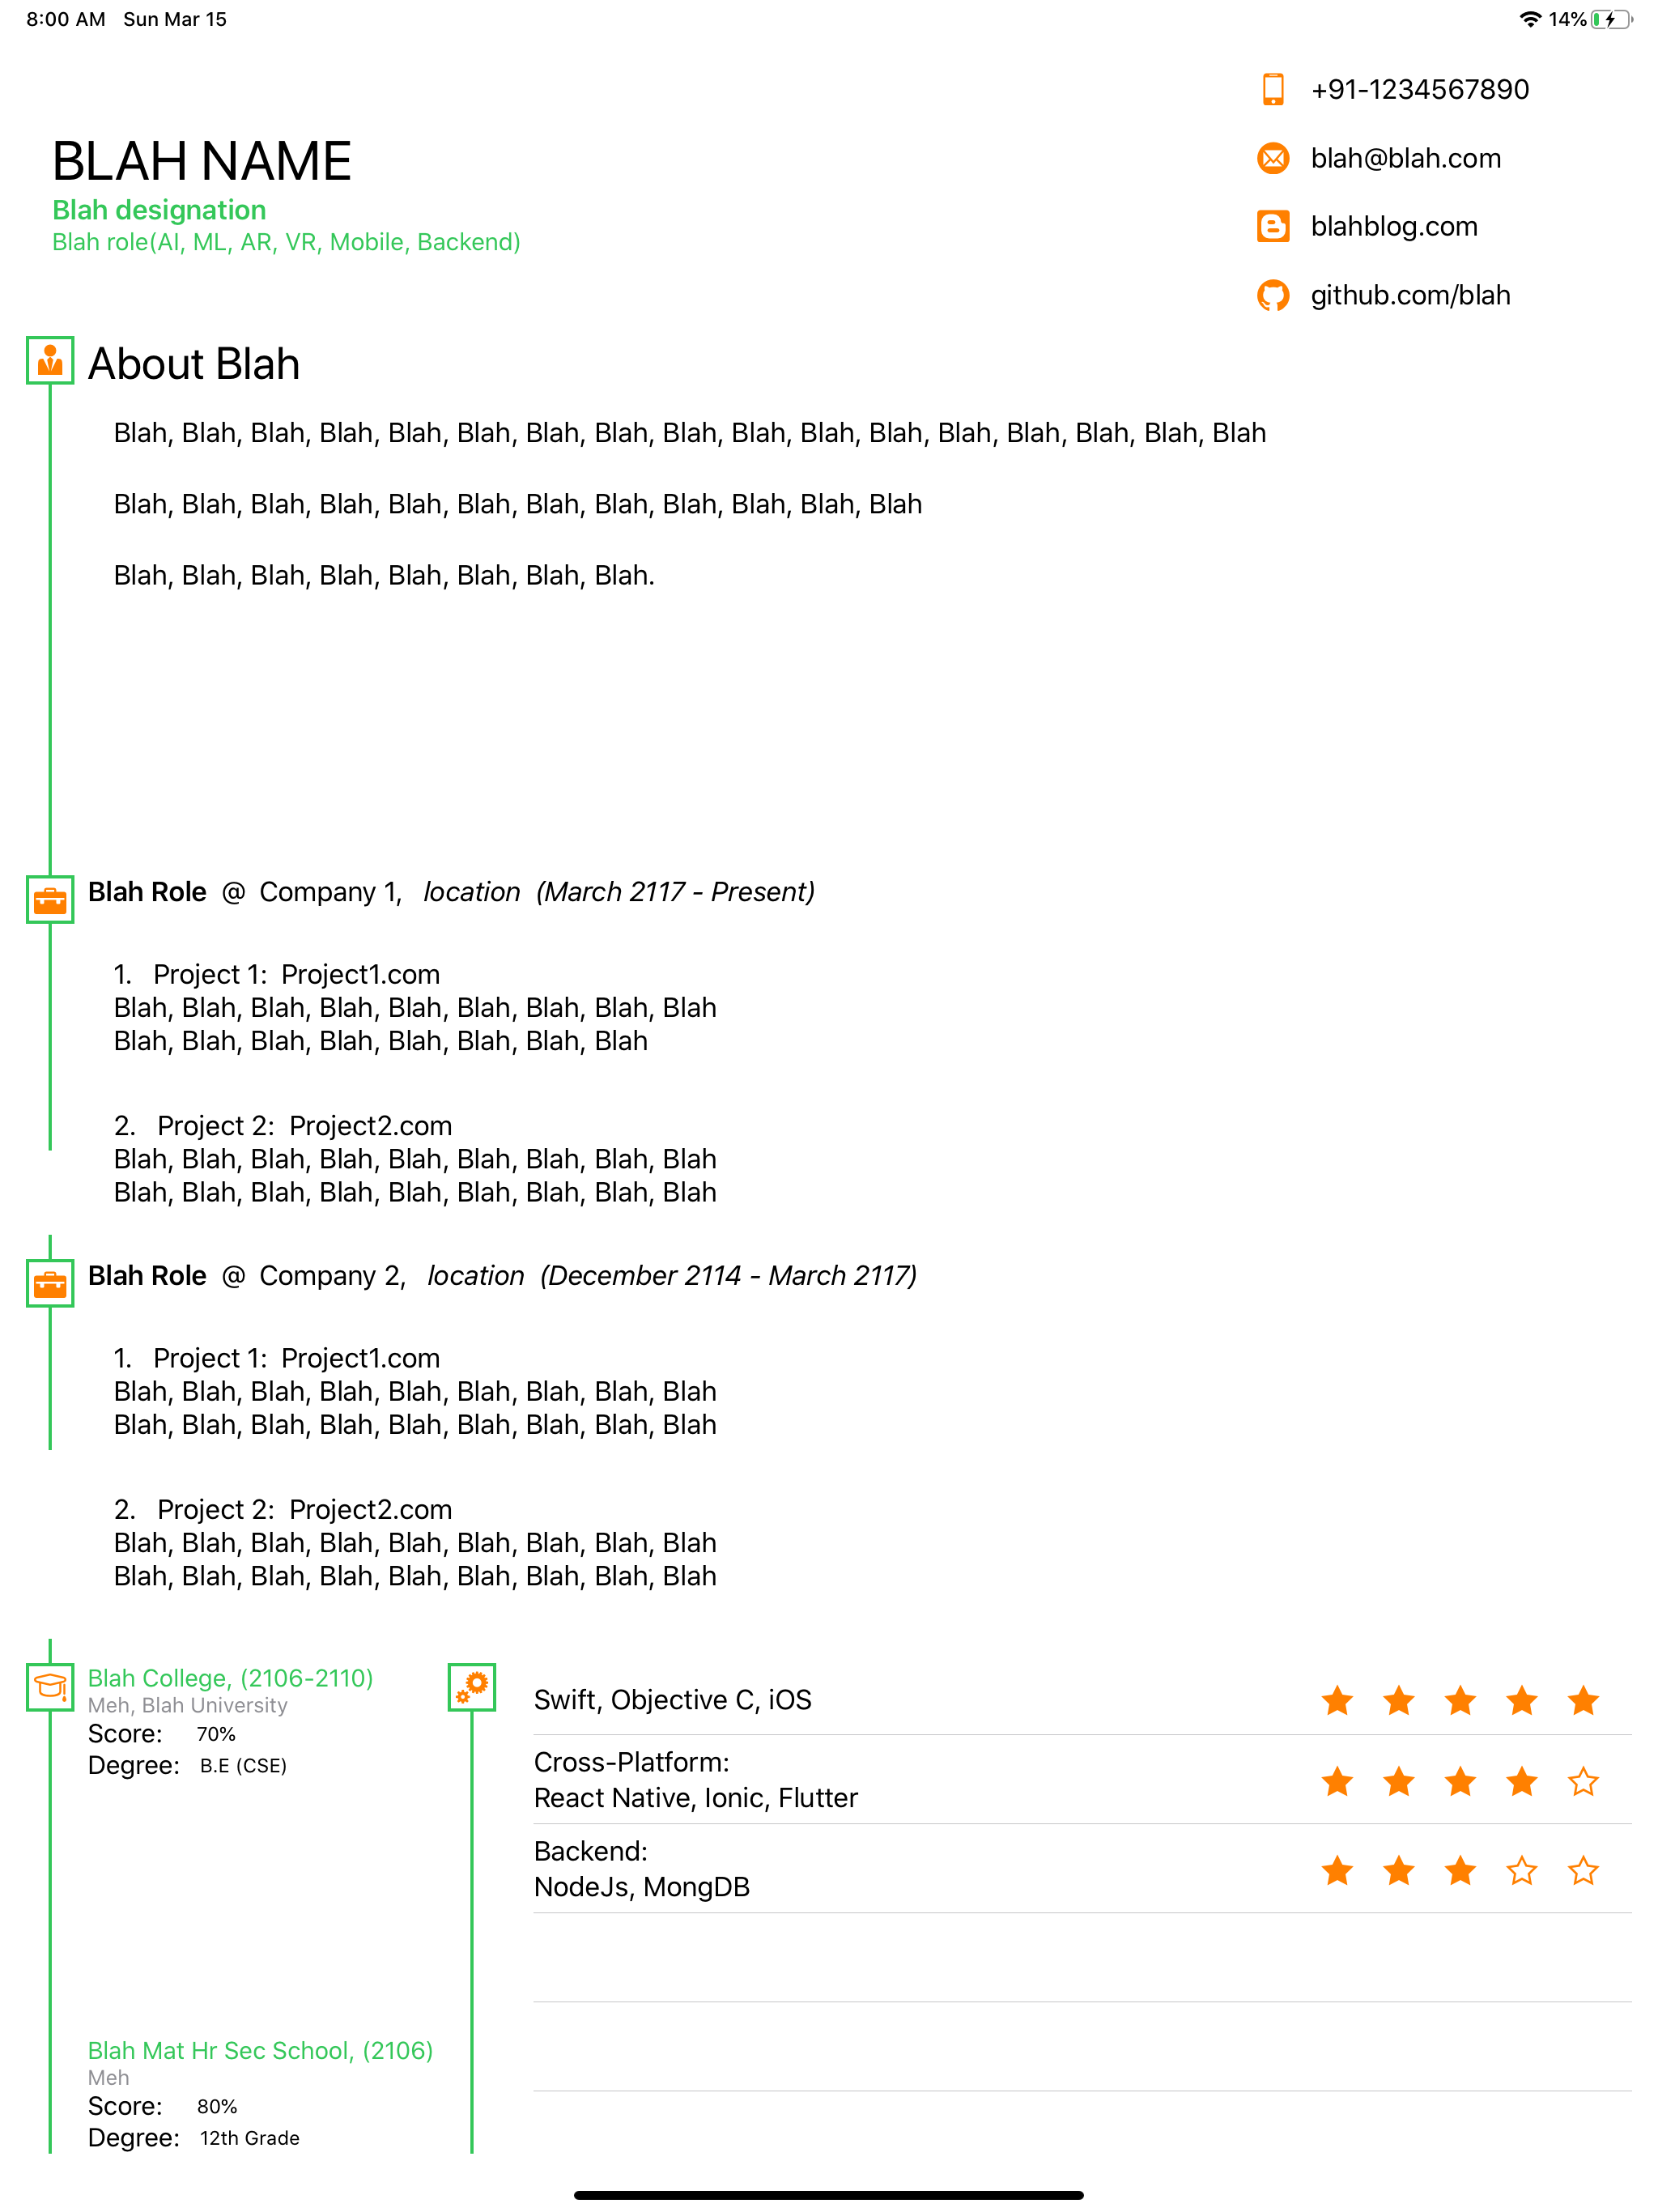 8:00 AM Sun Mar 15 14%
+91-1234567890
blah@blah.com
blahblog.com
github.com/blah
BLAH NAME
Blah designation
Blah role(AI, ML, AR, VR, Mobile, Backend)
About Blah
Blah, Blah, Blah, Blah, Blah, Blah, Blah, Blah, Blah, Blah, Blah, Blah, Blah, Blah, Blah, Blah, Blah
Blah, Blah, Blah, Blah, Blah, Blah, Blah, Blah, Blah, Blah, Blah, Blah
Blah, Blah, Blah, Blah, Blah, Blah, Blah, Blah.
Blah Role @ Company 1, location (March 2117 - Present)
1. Project 1: Project1.com
Blah, Blah, Blah, Blah, Blah, Blah, Blah, Blah, Blah
Blah, Blah, Blah, Blah, Blah, Blah, Blah, Blah
2. Project 2: Project2.com
Blah, Blah, Blah, Blah, Blah, Blah, Blah, Blah, Blah
Blah, Blah, Blah, Blah, Blah, Blah, Blah, Blah, Blah
Blah Role @ Company 2, location (December 2114 - March 2117)
1. Project 1: Project1.com
Blah, Blah, Blah, Blah, Blah, Blah, Blah, Blah, Blah
Blah, Blah, Blah, Blah, Blah, Blah, Blah, Blah, Blah
2. Project 2: Project2.com
Blah, Blah, Blah, Blah, Blah, Blah, Blah, Blah, Blah
Blah, Blah, Blah, Blah, Blah, Blah, Blah, Blah, Blah
Blah College, (2106-2110)
Meh, Blah University
Score: 70%
Degree: B.E (CSE)
Blah Mat Hr Sec School, (2106)
Meh
Score: 80%
Degree: 12th Grade
Swift, Objective C, iOS
Cross-Platform:
React Native, Ionic, Flutter
Backend:
NodeJs, MongDB